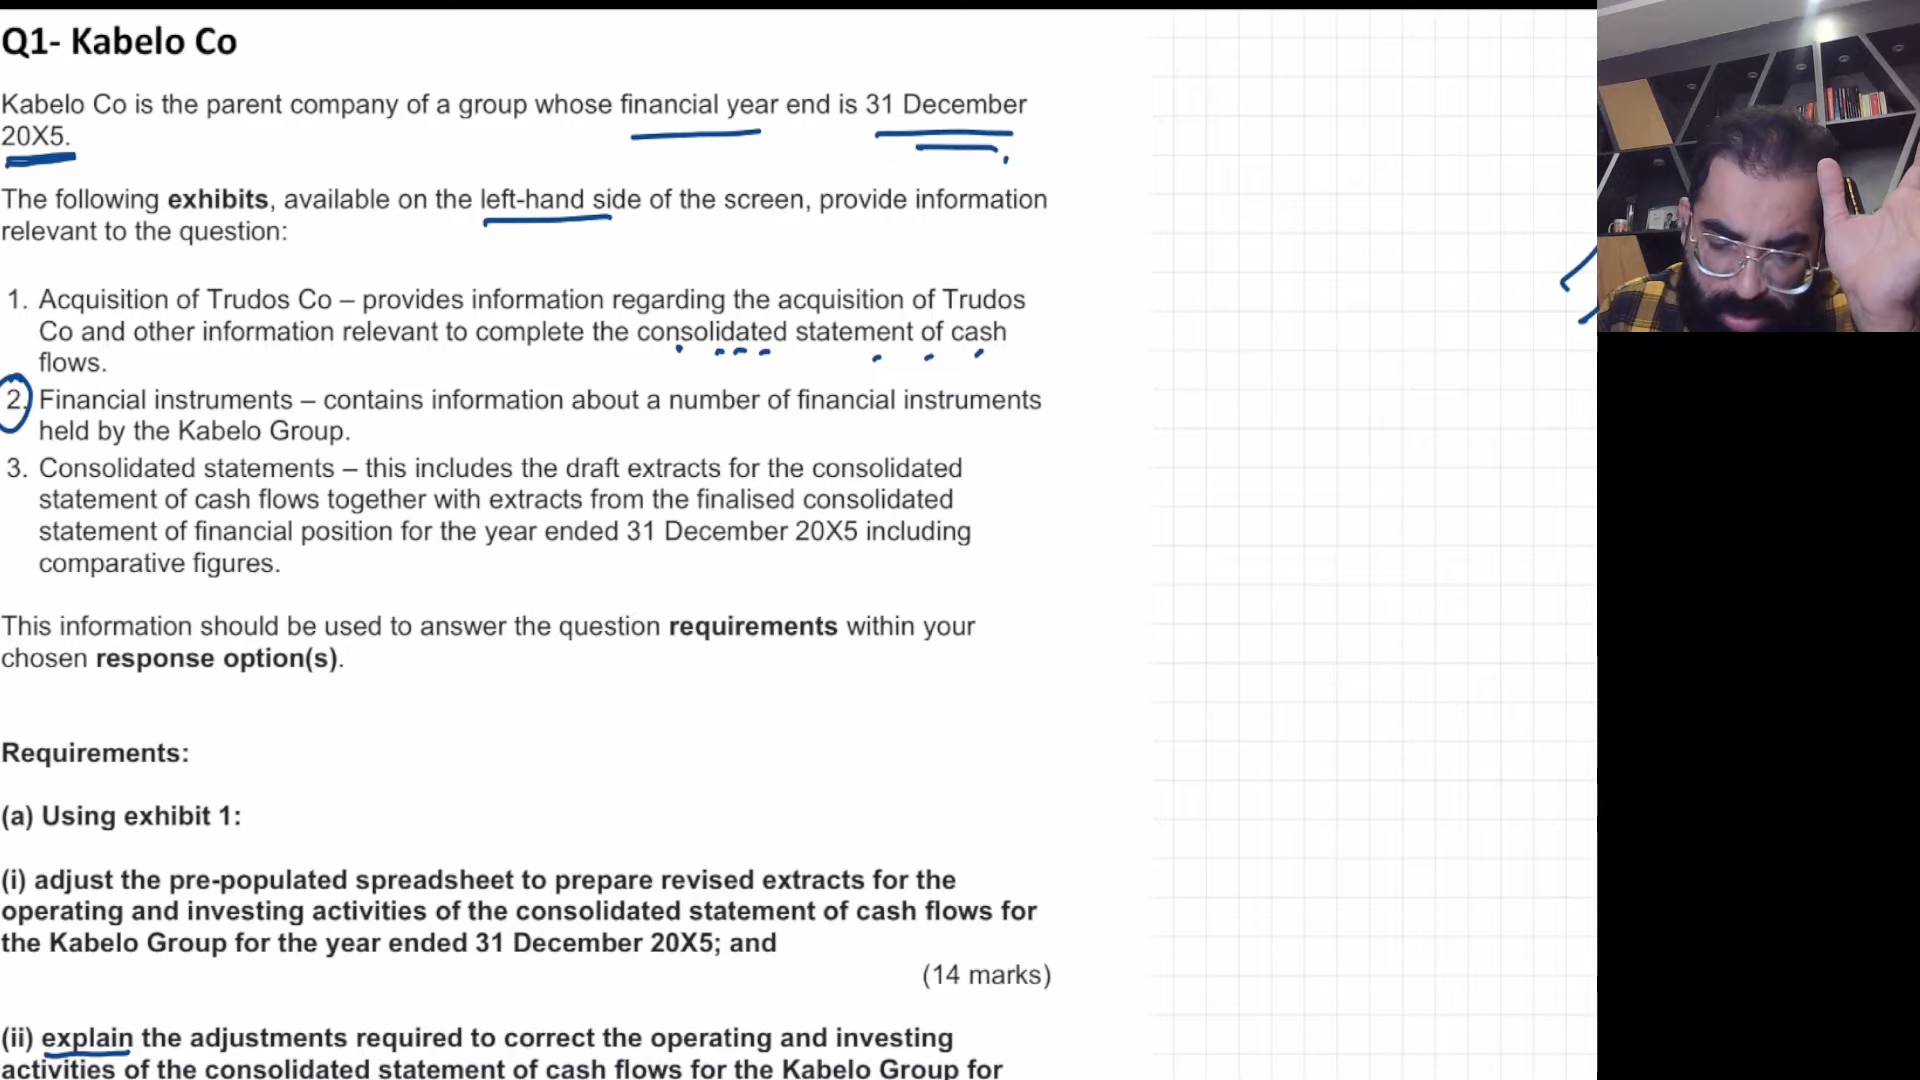 Q1- Kabelo Co
Kabelo Co is the parent company of a group whose financial year end is 31 December
20X5.
The following exhibits, available on the left-hand side of the screen, provide information
relevant to the question:
1. Acquisition of Trudos Co – provides information regarding the acquisition of Trudos
Co and other information relevant to complete the consolidated statement of cash
flows.
2. Financial instruments – contains information about a number of financial instruments
held by the Kabelo Group.
3. Consolidated statements – this includes the draft extracts for the consolidated
statement of cash flows together with extracts from the finalised consolidated
statement of financial position for the year ended 31 December 20X5 including
comparative figures.
This information should be used to answer the question requirements within your
chosen response option(s).
Requirements:
(a) Using exhibit 1:
(i) adjust the pre-populated spreadsheet to prepare revised extracts for the
operating and investing activities of the consolidated statement of cash flows for
the Kabelo Group for the year ended 31 December 20X5; and
(14 marks)
(ii) explain the adjustments required to correct the operating and investing
activities of the consolidated statement of cash flows for the Kabelo Group for